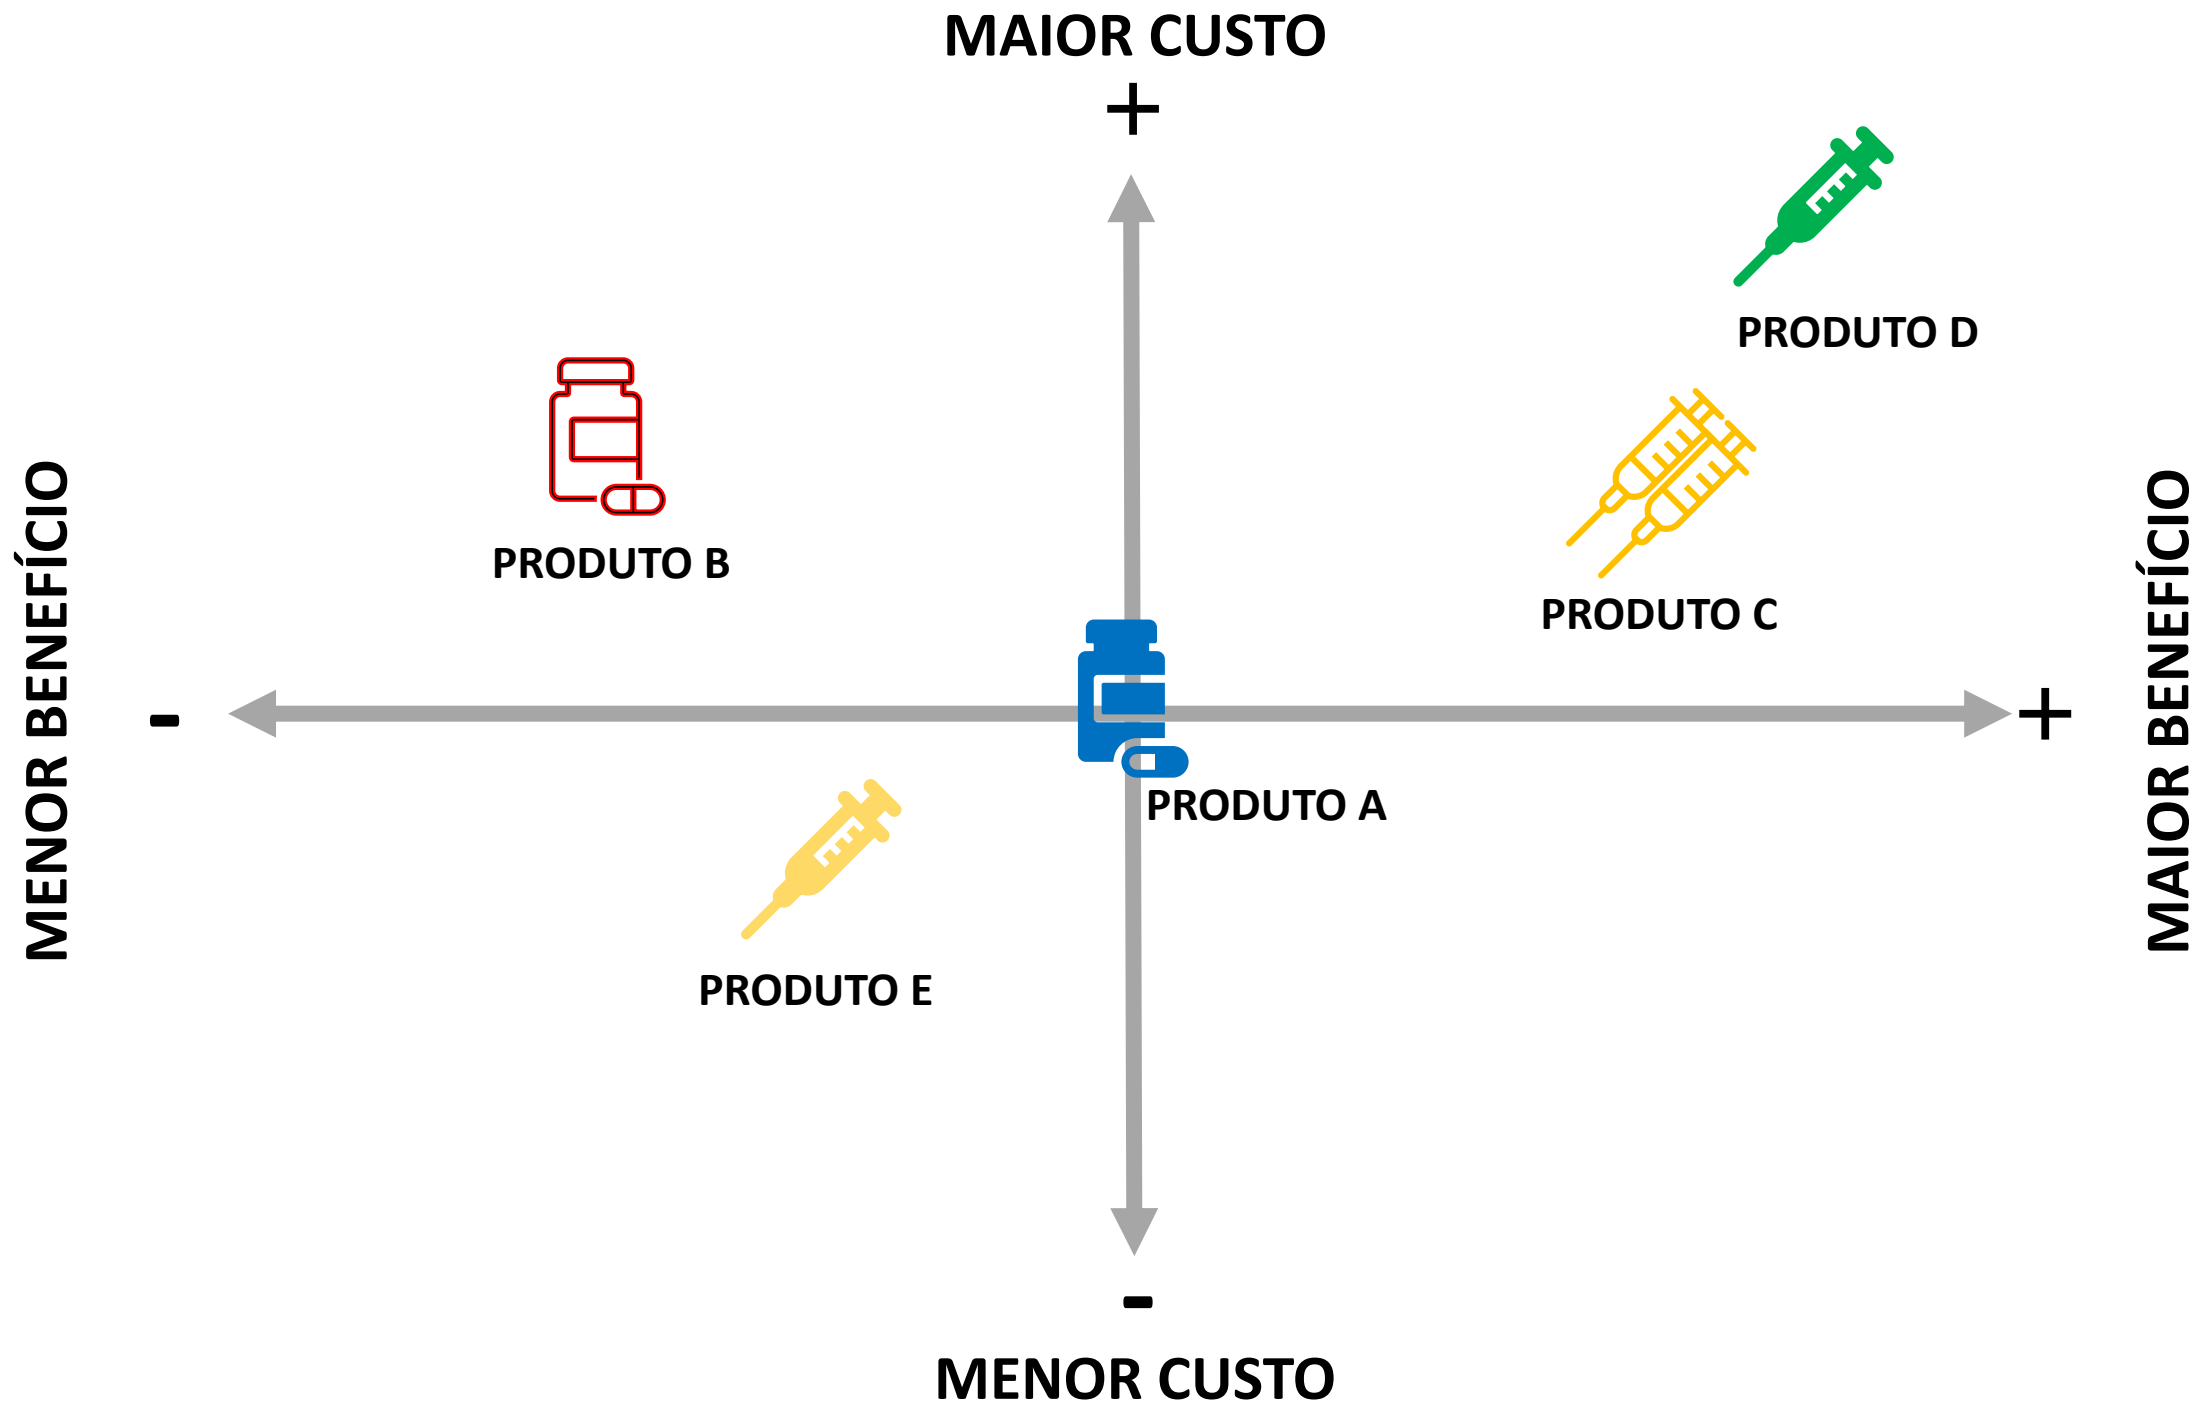 MAIOR CUSTO
+
PRODUTO D
PRODUTO B
PRODUTO C
MENOR BENEFÍCIO
-
+
MAIOR BENEFÍCIO
PRODUTO A
PRODUTO E
-
MENOR CUSTO